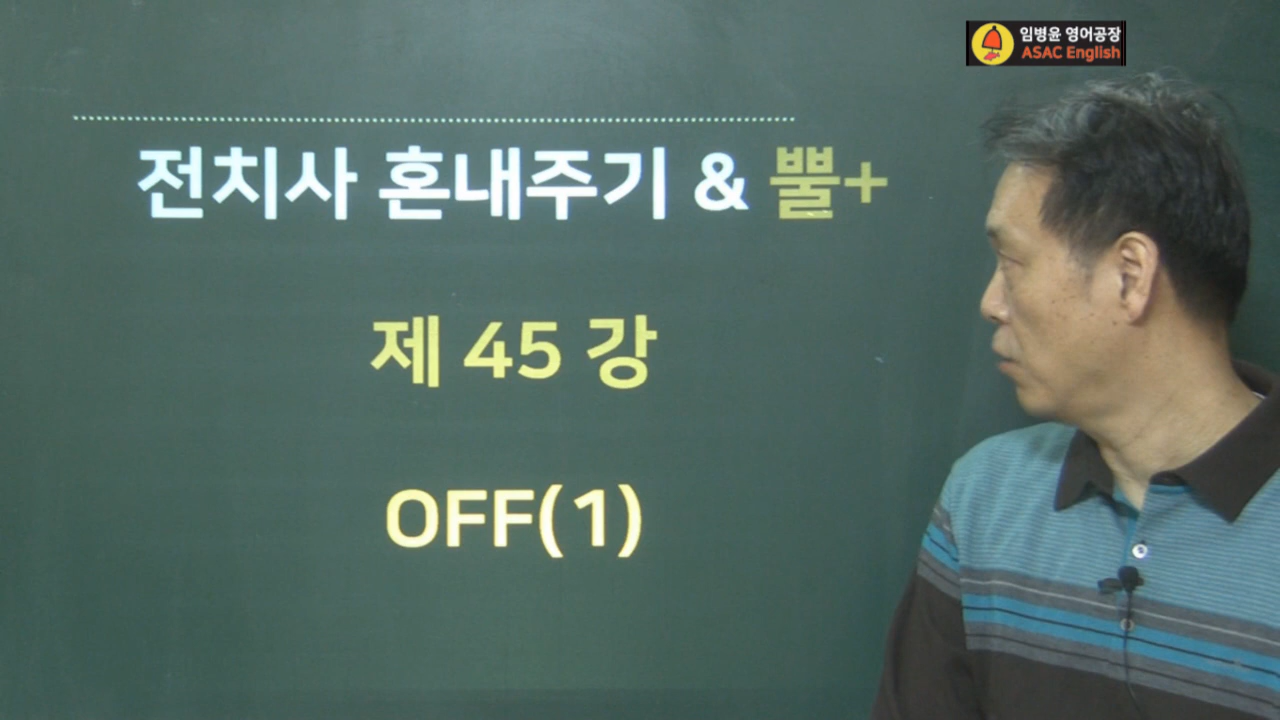 임병윤 영어공장
ASAC English
전치사 혼내주기 & 뿔+
제 45 강
OFF(1)